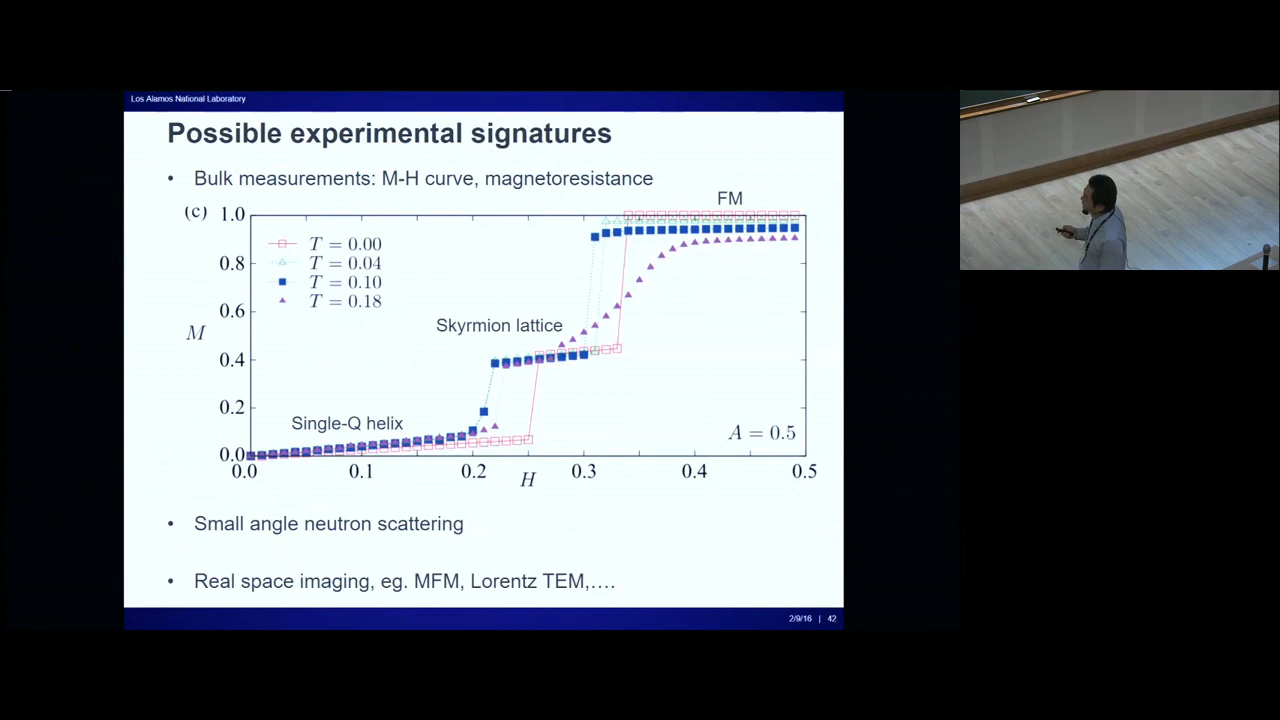 Los Alamos National Laboratory
Possible experimental signatures
• Bulk measurements: M-H curve, magnetoresistance
FM
(c)
1.0
T = 0.00
0.8
T = 0.04
T = 0.10
T = 0.18
0.6
M
Skyrmion lattice
0.4
0.2
Single-Q helix
A = 0.5
0.0
0.0 0.1 0.2 0.3 0.4 0.5
H
• Small angle neutron scattering
• Real space imaging, eg. MFM, Lorentz TEM,....
2/9/16 | 42